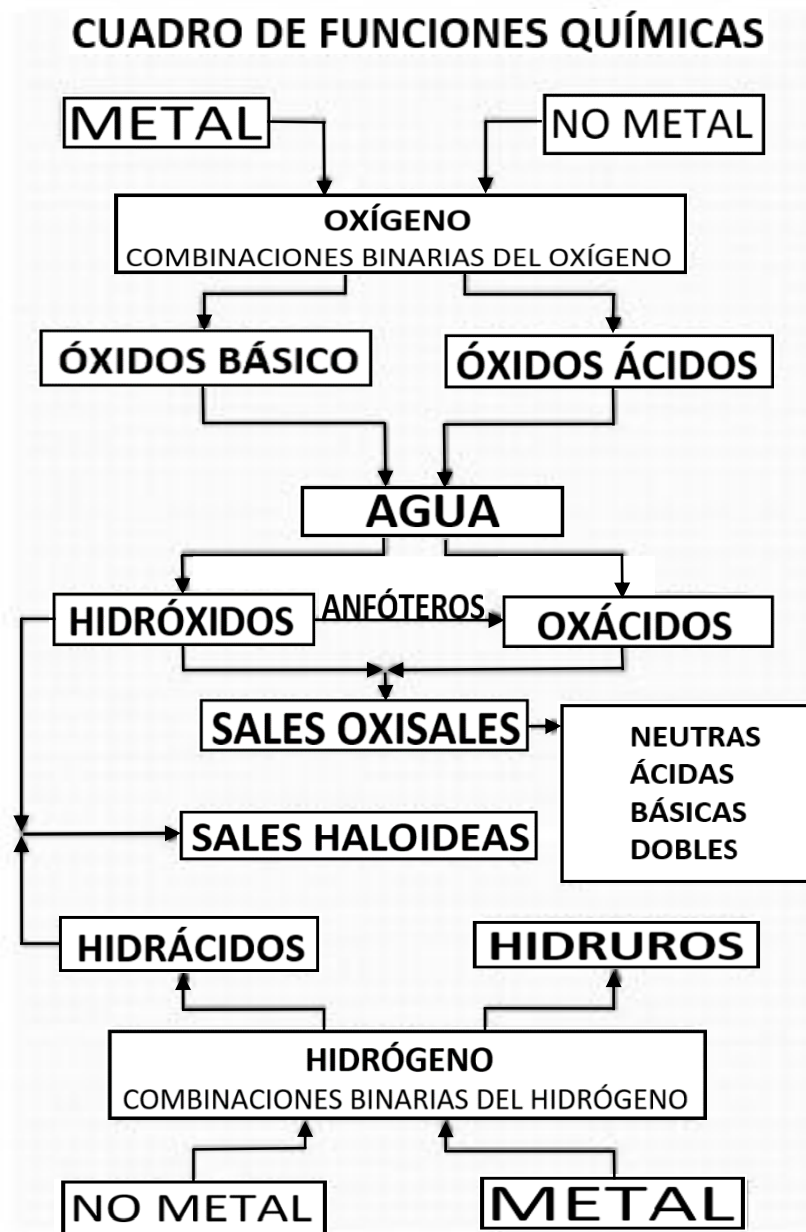 CUADRO DE FUNCIONES QUÍMICAS
METAL
NO METAL
OXÍGENO
COMBINACIONES BINARIAS DEL OXÍGENO
ÓXIDOS BÁSICO
ÓXIDOS ÁCIDOS
AGUA
HIDRÓXIDOS
ANFÓTEROS
OXÁCIDOS
SALES OXISALES
NEUTRAS
ÁCIDAS
BÁSICAS
DOBLES
SALES HALOIDEAS
HIDRÁCIDOS
HIDRUROS
HIDRÓGENO
COMBINACIONES BINARIAS DEL HIDRÓGENO
NO METAL
METAL